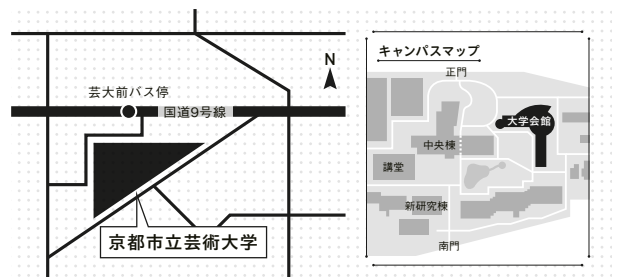 芸大前バス停
国道9号線
N
京都市立芸術大学
キャンパスマップ
正門
大学会館
中央棟
講堂
新研究棟
南門